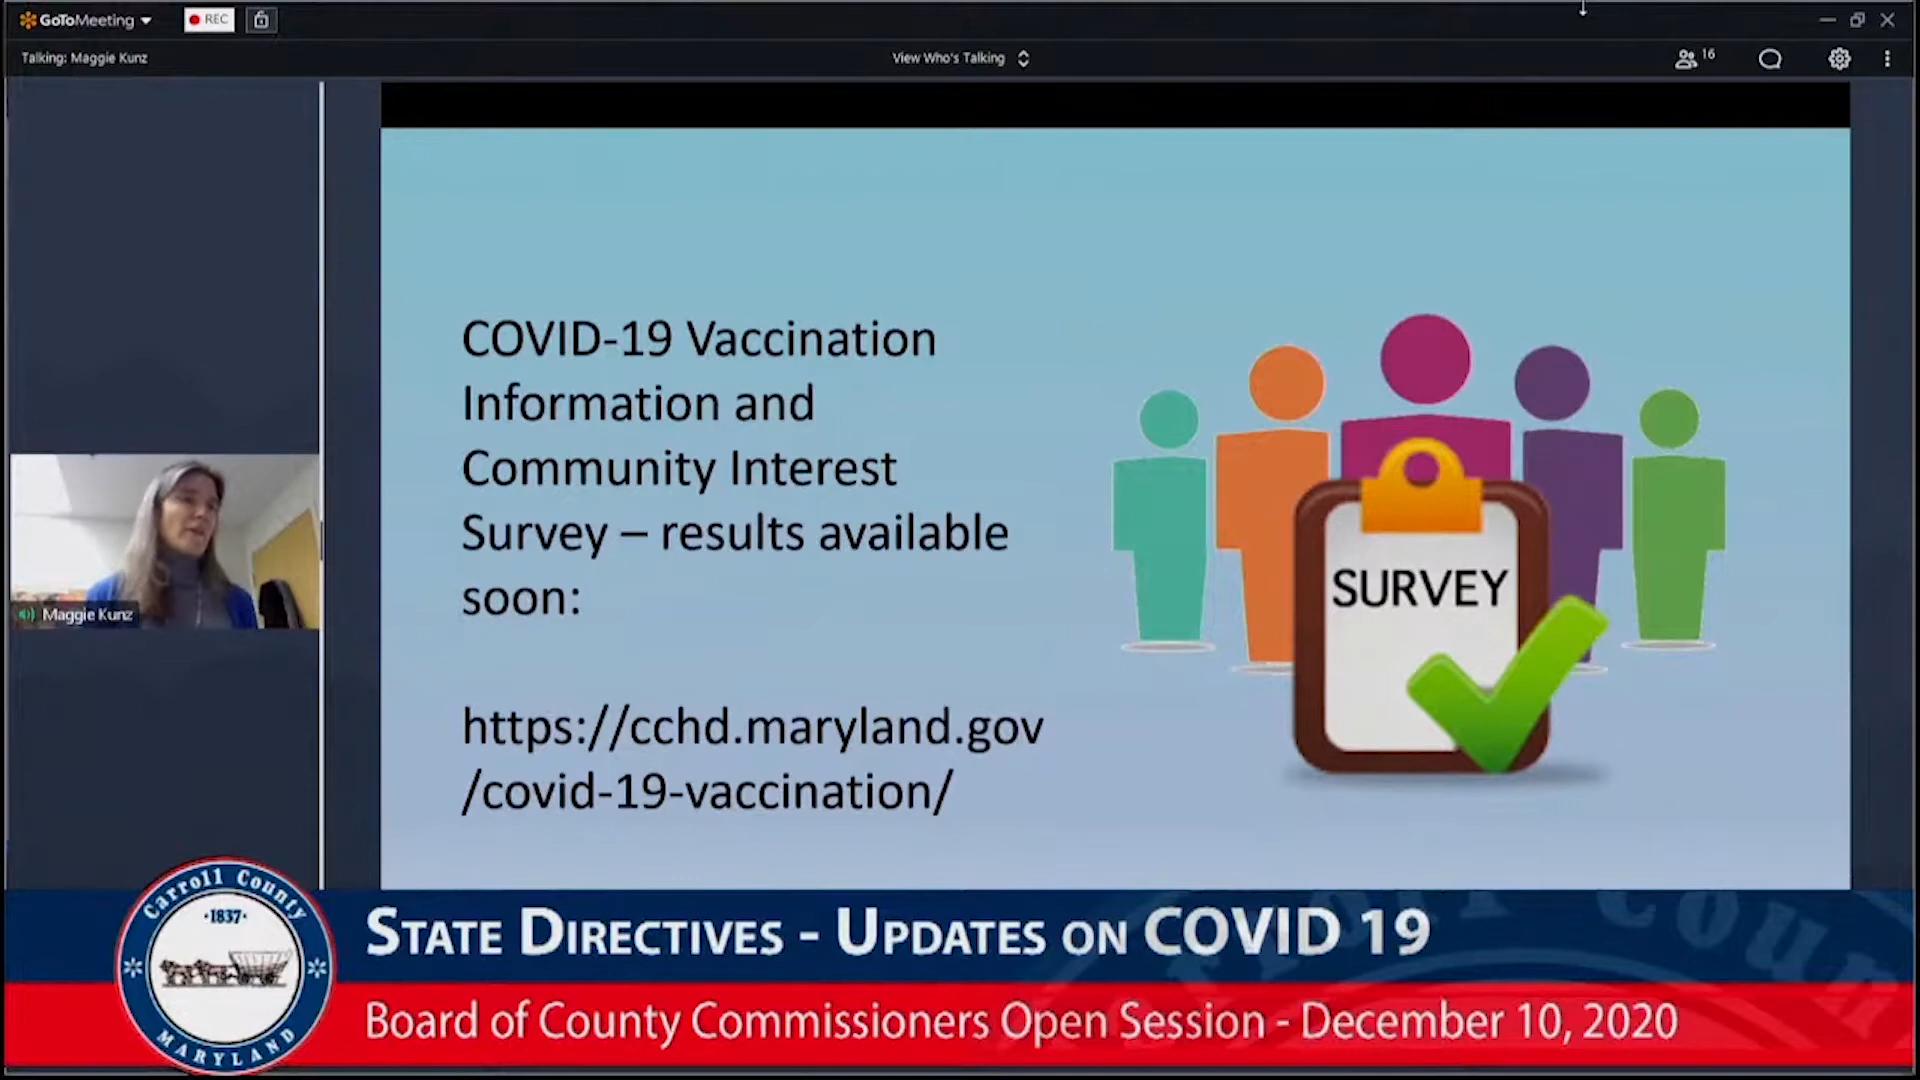 GoToMeeting
REC
Talking: Maggie Kunz
View Who's Talking
16
COVID-19 Vaccination
Information and
Community Interest
Survey – results available
soon:
https://cchd.maryland.gov
/covid-19-vaccination/
SURVEY
Maggie Kunz
Carroll County
1837
MARYLAND
STATE DIRECTIVES - UPDATES ON COVID 19
Board of County Commissioners Open Session - December 10, 2020